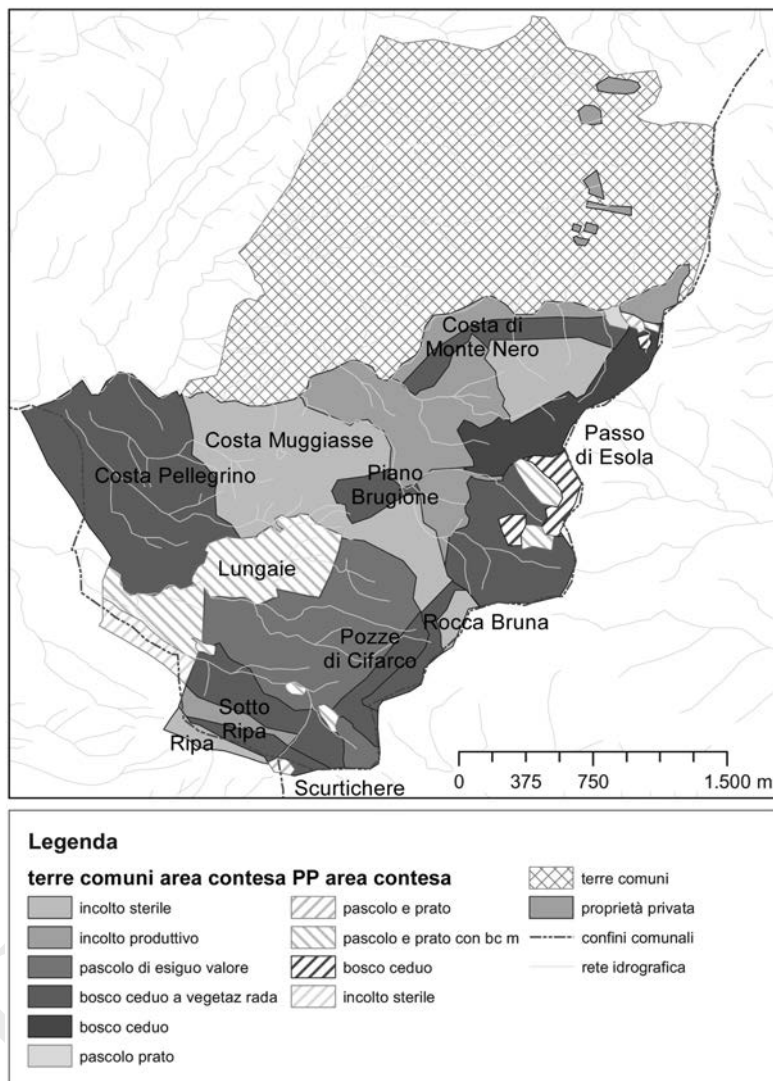 Costa di
Monte Nero
Costa Muggiasse
Passo
di Esola
Costa Pellegrino
Piano
Brugione
Lungaie
Rocca Bruna
Pozze
di Cifarco
Sotto
Ripa
Ripa
Scurtichere
0 375 750 1.500 m
Legenda
terre comuni area contesa
incolto sterile
incolto produttivo
pascolo di esiguo valore
bosco ceduo a vegetaz rada
bosco ceduo
pascolo prato
PP area contesa
pascolo e prato
pascolo e prato con bc m
bosco ceduo
incolto sterile
terre comuni
proprietà privata
confini comunali
rete idrografica